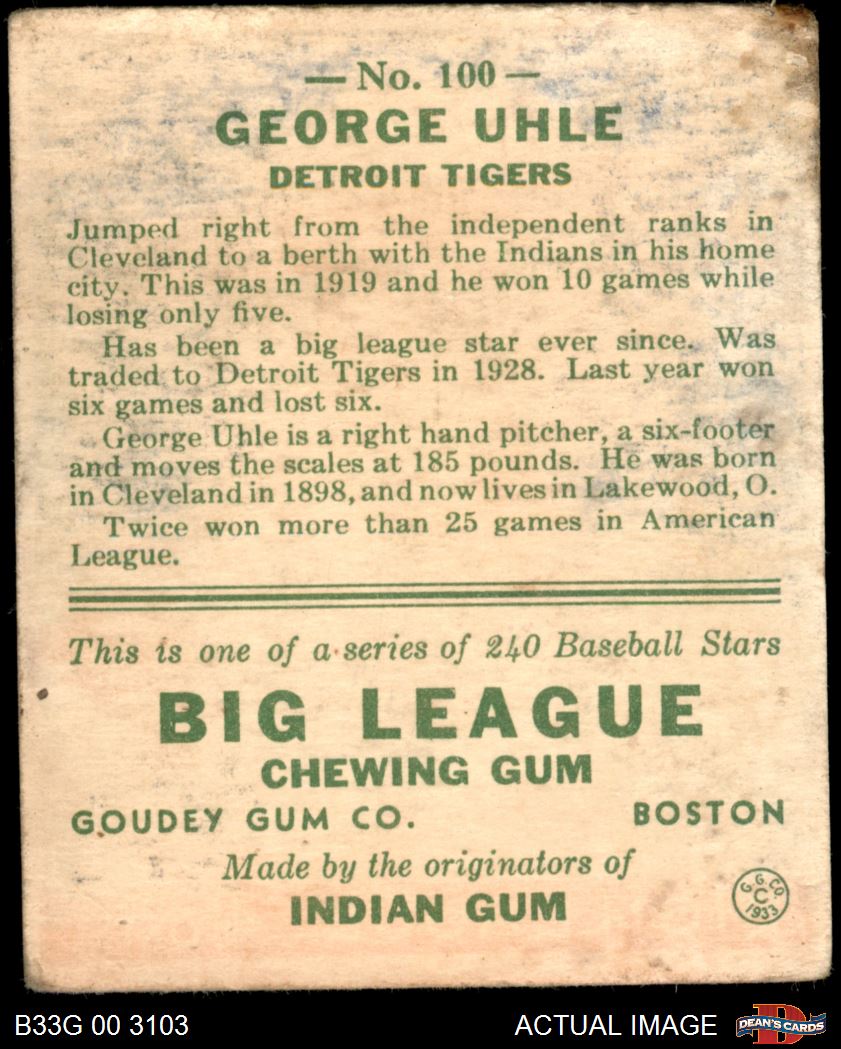 — No. 100 —
GEORGE UHLE
DETROIT TIGERS
Jumped right from the independent ranks in
Cleveland to a berth with the Indians in his home
city. This was in 1919 and he won 10 games while
losing only five.
Has been a big league star ever since. Was
traded to Detroit Tigers in 1928. Last year won
six games and lost six.
George Uhle is a right hand pitcher, a six-footer
and moves the scales at 185 pounds. He was born
in Cleveland in 1898, and now lives in Lakewood, O.
Twice won more than 25 games in American
League.
This is one of a series of 240 Baseball Stars
BIG LEAGUE
CHEWING GUM
GOUDEY GUM CO. BOSTON
Made by the originators of
INDIAN GUM
G. G. CO.
C
1933
B33G 00 3103 ACTUAL IMAGE
D
DEAN'S CARDS